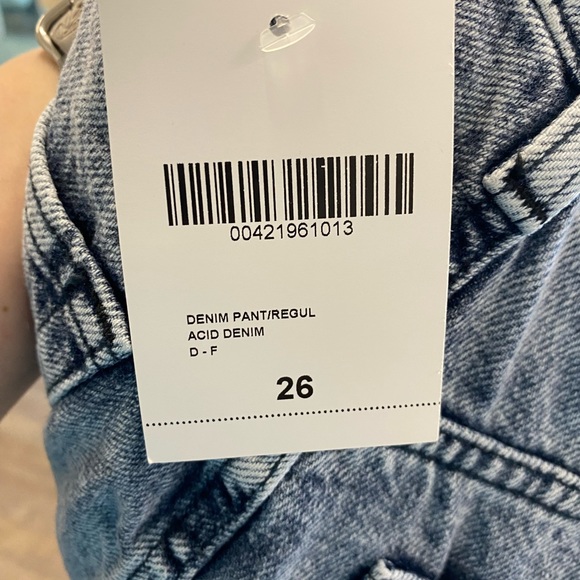 00421961013
DENIM PANT/REGUL
ACID DENIM
D - F
26